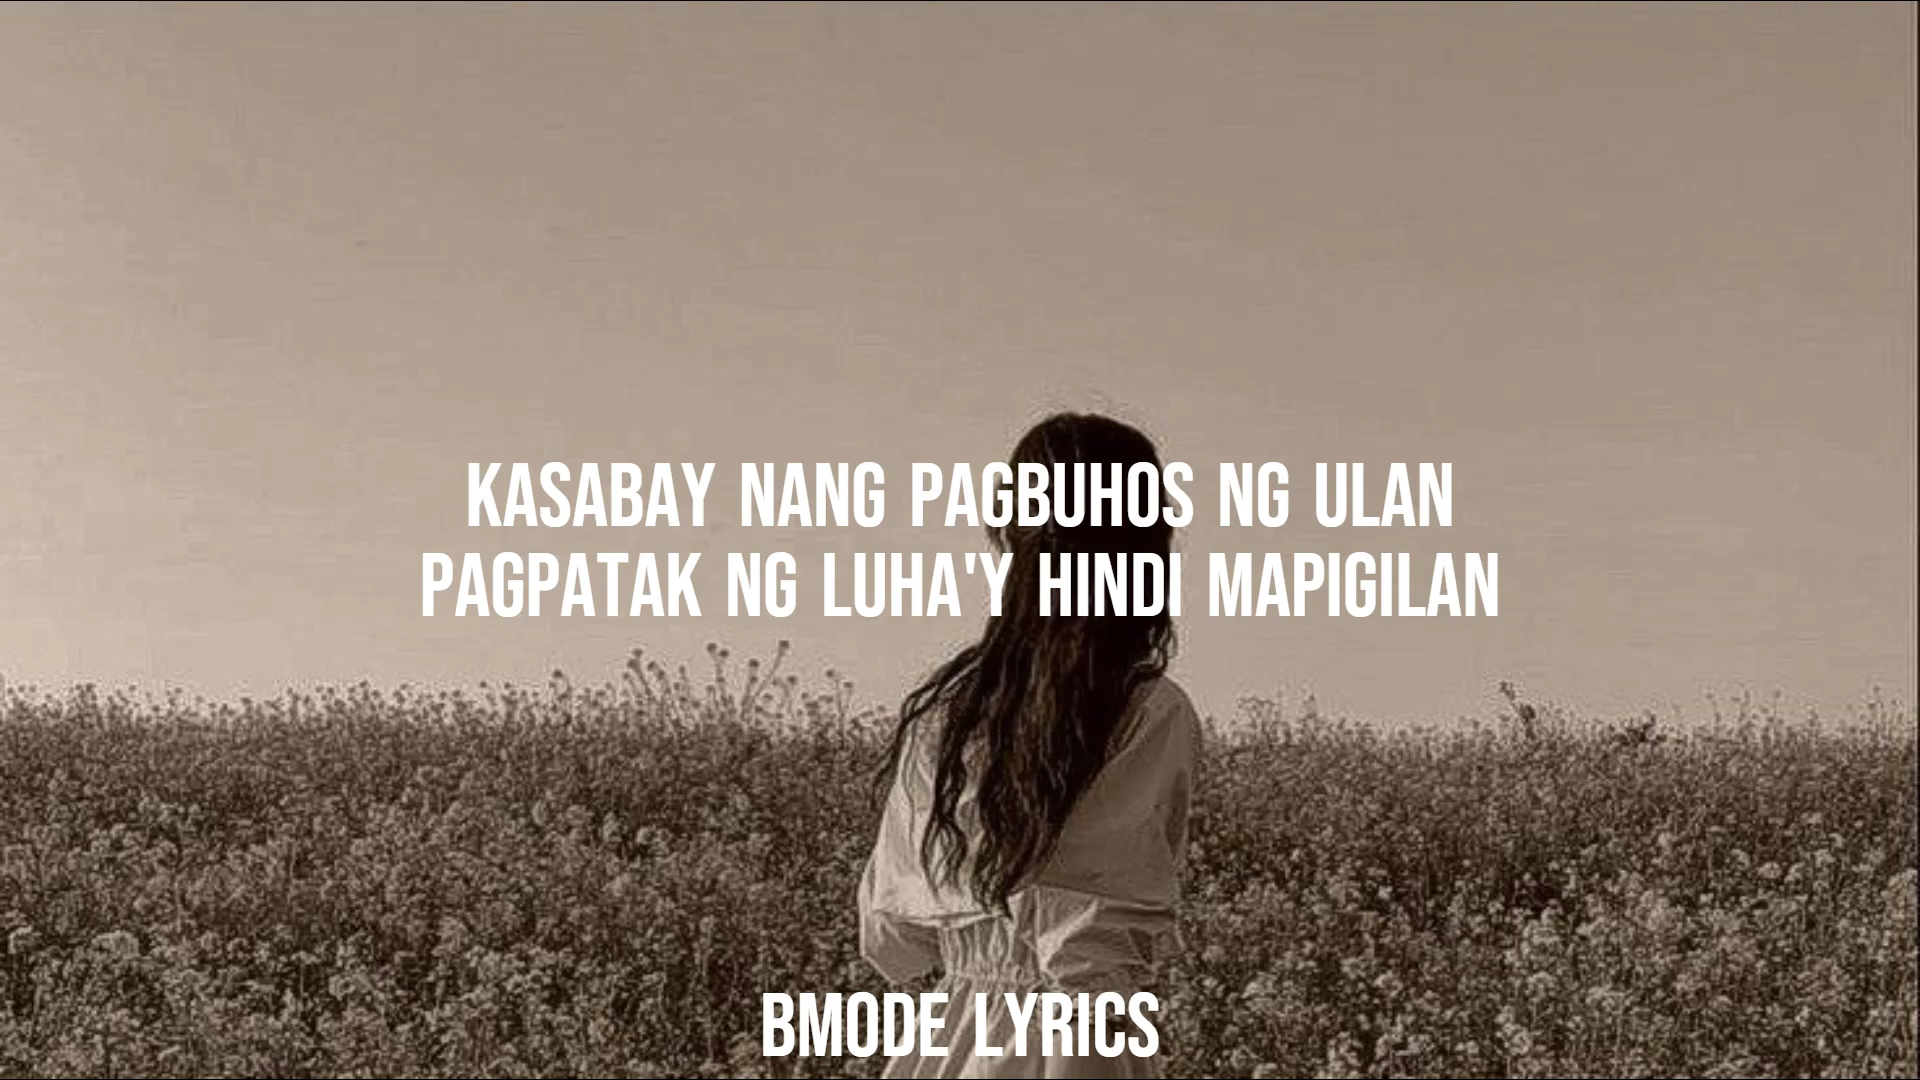 KASABAY NANG PAGBUHOS NG ULAN
PAGPATAK NG LUHA'Y HINDI MAPIGILAN
BMODE LYRICS